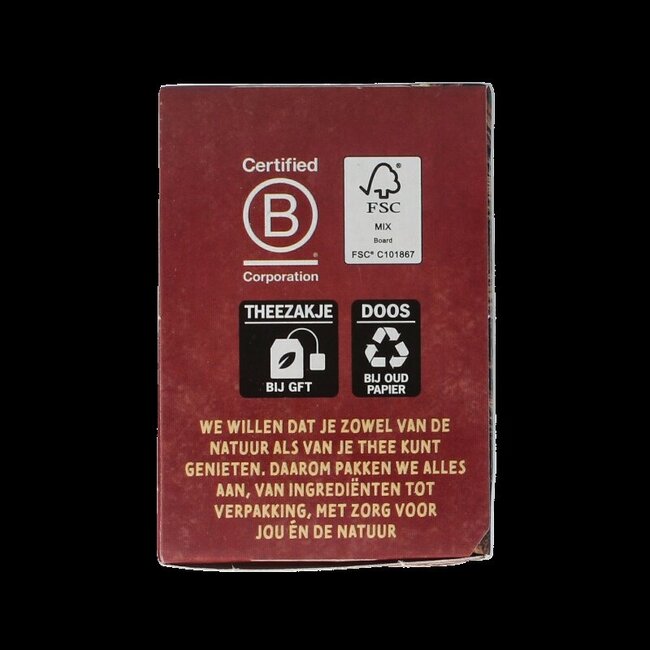 Certified
B
®
Corporation
®
FSC
MIX
Board
FSC® C101867
THEEZAKJE
BIJ GFT
DOOS
BIJ OUD
PAPIER
WE WILLEN DAT JE ZOWEL VAN DE
NATUUR ALS VAN JE THEE KUNT
GENIETEN. DAAROM PAKKEN WE ALLES
AAN, VAN INGREDIËNTEN TOT
VERPAKKING, MET ZORG VOOR
JOU ÉN DE NATUUR